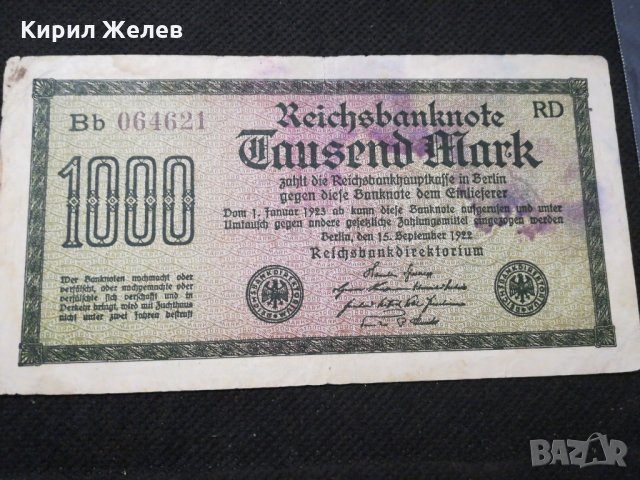 Кирил Желев
Bb 064621
Reichsbanknote
RD
1000
Tausend Mark
zahlt die Reichsbankhauptkasse in Berlin
gegen diese Banknote dem Einlieferer
Vom 1. Januar 1923 ab kann diese Banknote aufgerufen und unter
Umtausch gegen andere gesetzliche Zahlungsmittel eingezogen werden
Berlin, den 15. September 1922
Reichsbankdirektorium
Wer Banknoten nachmacht oder
verfälscht, oder nachgemachte oder
verfälschte sich verschafft und in
Verkehr bringt, wird mit Zuchthaus
nicht unter zwei Jahren bestraft
BAZAR